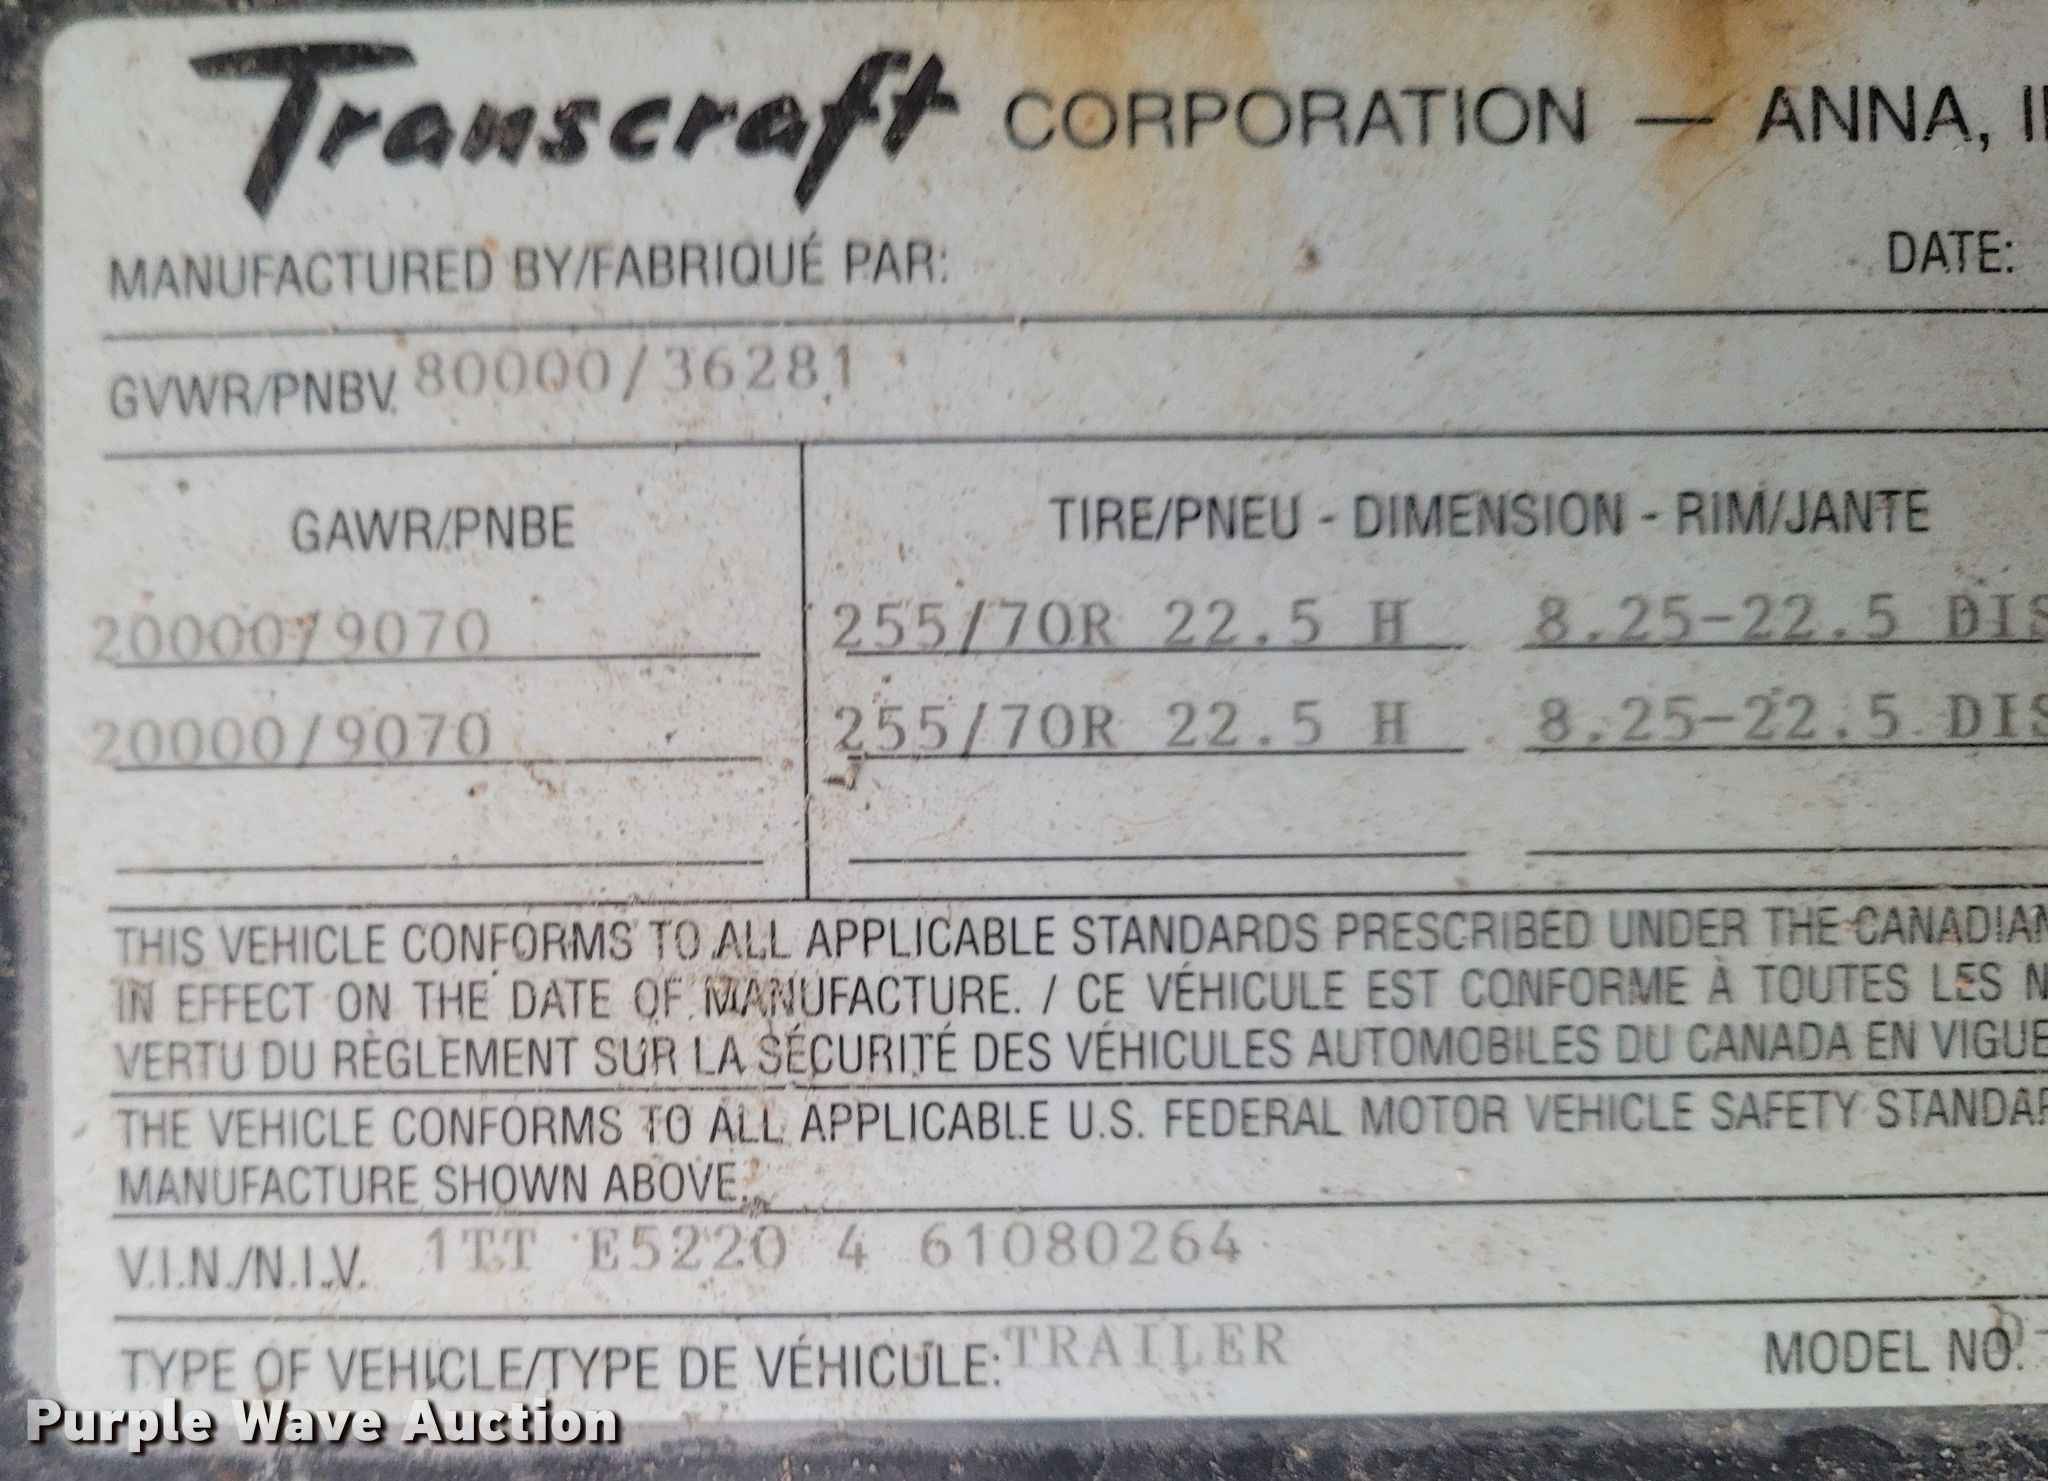 Transcraft CORPORATION — ANNA,
MANUFACTURED BY/FABRIQUÉ PAR: DATE:
GVWR/PNBV 80000/36281
GAWR/PNBE TIRE/PNEU - DIMENSION - RIM/JANTE
20000/9070 255/70R 22.5 H 8.25-22.5 DIS
20000/9070 255/70R 22.5 H 8.25-22.5 DIS
THIS VEHICLE CONFORMS TO ALL APPLICABLE STANDARDS PRESCRIBED UNDER THE CANADIAN
IN EFFECT ON THE DATE OF MANUFACTURE. / CE VÉHICULE EST CONFORME À TOUTES LES N
VERTU DU RÈGLEMENT SUR LA SÉCURITÉ DES VÉHICULES AUTOMOBILES DU CANADA EN VIGUE
THE VEHICLE CONFORMS TO ALL APPLICABLE U.S. FEDERAL MOTOR VEHICLE SAFETY STANDAR
MANUFACTURE SHOWN ABOVE.
V.I.N./N.I.V. 1TT E5220 4 61080264
TYPE OF VEHICLE/TYPE DE VÉHICULE: TRAILER MODEL NO.
Purple Wave Auction